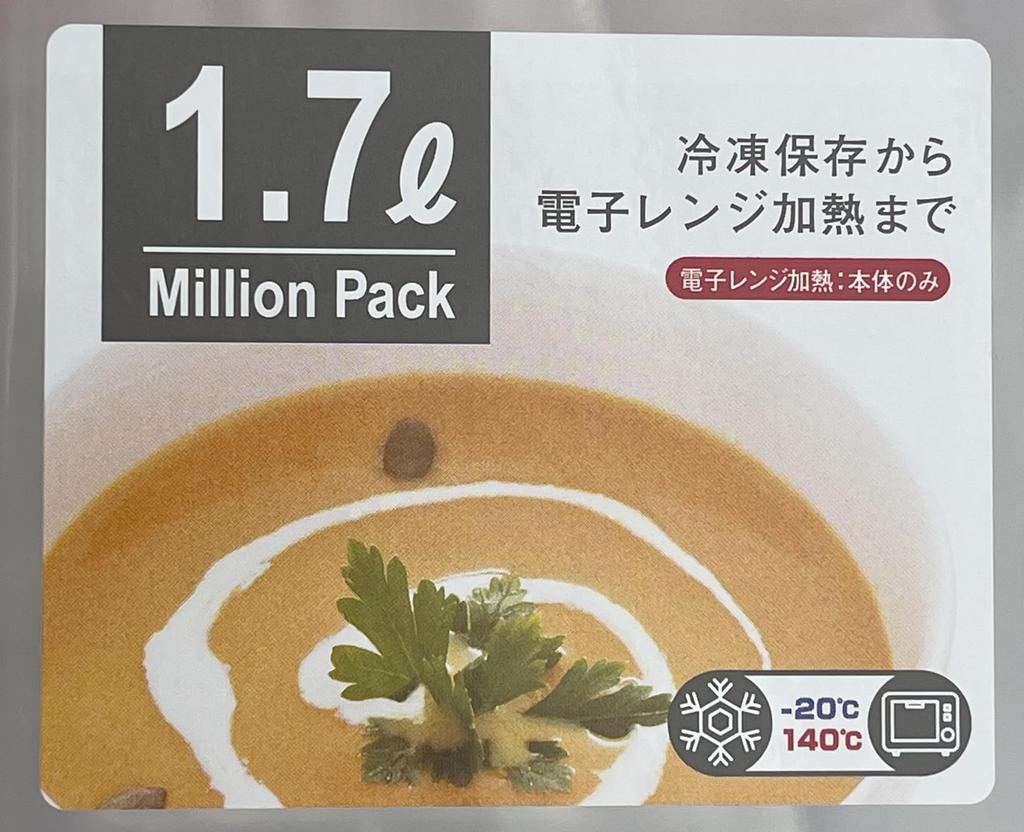 1.7ℓ
Million Pack
冷凍保存から
電子レンジ加熱まで
電子レンジ加熱:本体のみ
-20℃
140℃